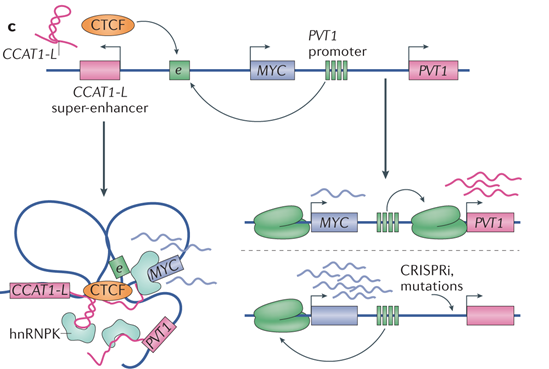 c
CTCF
CCAT1-L
PVT1
promoter
e
MYC
PVT1
CCAT1-L
super-enhancer
MYC
PVT1
e
MYC
CCAT1-L
CTCF
CRISPRi,
mutations
hnRNPK
PVT1